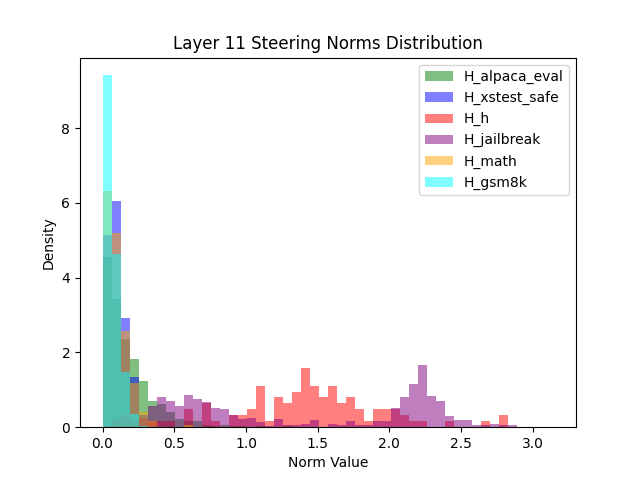 Layer 11 Steering Norms Distribution
H_alpaca_eval
H_xstest_safe
H_h
H_jailbreak
H_math
H_gsm8k
Density
8
6
4
2
0
0.0 0.5 1.0 1.5 2.0 2.5 3.0
Norm Value